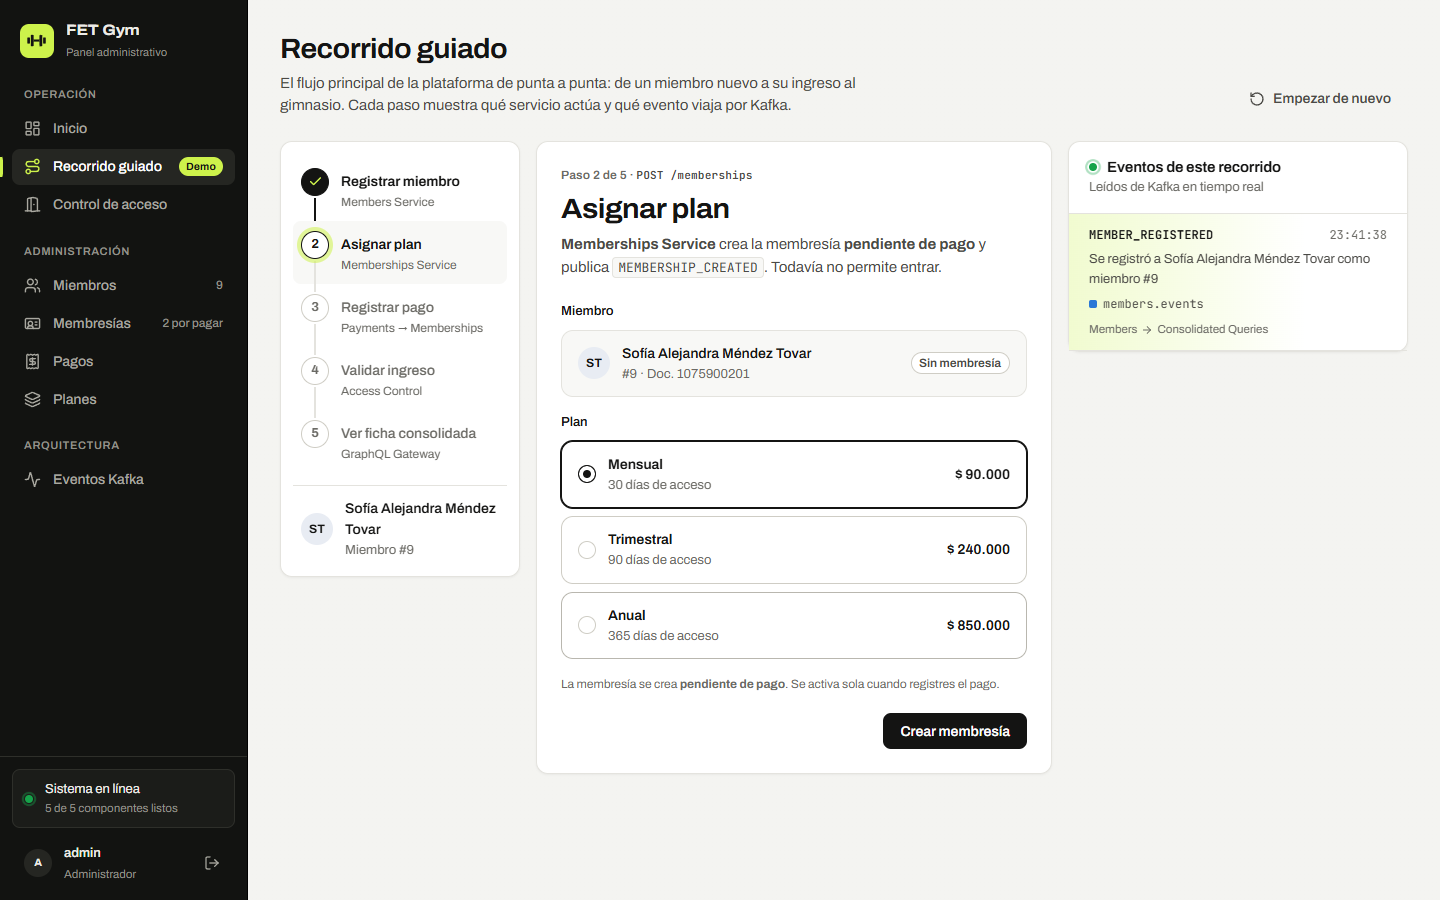 FET Gym
Panel administrativo
OPERACIÓN
Inicio
Recorrido guiado Demo
Control de acceso
ADMINISTRACIÓN
Miembros 9
Membresías 2 por pagar
Pagos
Planes
ARQUITECTURA
Eventos Kafka
Sistema en línea
5 de 5 componentes listos
A
admin
Administrador
Recorrido guiado
El flujo principal de la plataforma de punta a punta: de un miembro nuevo a su ingreso al
gimnasio. Cada paso muestra qué servicio actúa y qué evento viaja por Kafka.
Empezar de nuevo
Registrar miembro
Members Service
2 Asignar plan
Memberships Service
3 Registrar pago
Payments → Memberships
4 Validar ingreso
Access Control
5 Ver ficha consolidada
GraphQL Gateway
ST
Sofía Alejandra Méndez
Tovar
Miembro #9
Paso 2 de 5 · POST /memberships
Asignar plan
Memberships Service crea la membresía pendiente de pago y
publica MEMBERSHIP_CREATED. Todavía no permite entrar.
Miembro
ST
Sofía Alejandra Méndez Tovar
#9 · Doc. 1075900201
Sin membresía
Plan
Mensual
30 días de acceso
$ 90.000
Trimestral
90 días de acceso
$ 240.000
Anual
365 días de acceso
$ 850.000
La membresía se crea pendiente de pago. Se activa sola cuando registres el pago.
Crear membresía
Eventos de este recorrido
Leídos de Kafka en tiempo real
MEMBER_REGISTERED 23:41:38
Se registró a Sofía Alejandra Méndez Tovar como
miembro #9
members.events
Members → Consolidated Queries